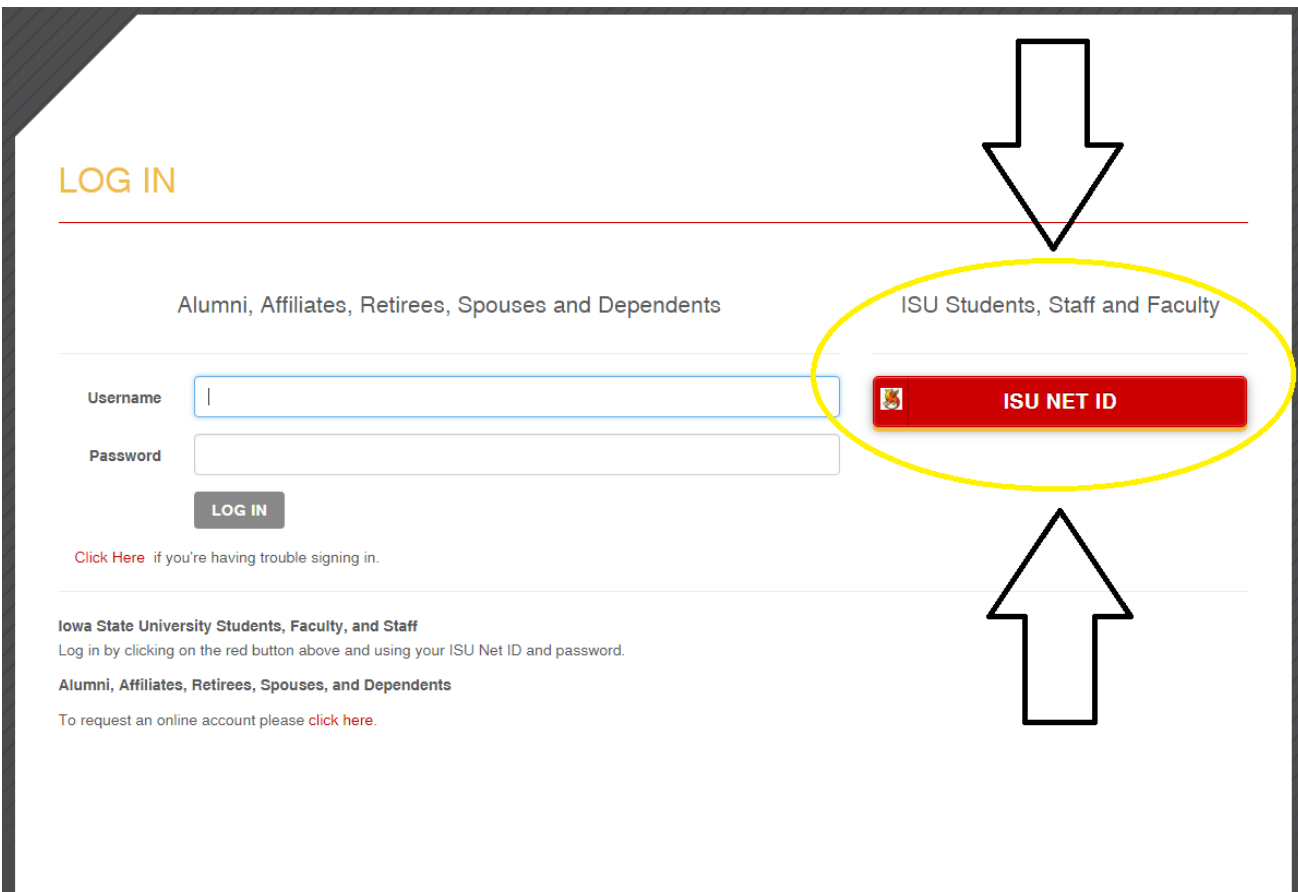 LOG IN
Alumni, Affiliates, Retirees, Spouses and Dependents
Username
Password
LOG IN
Click Here if you're having trouble signing in.
ISU Students, Staff and Faculty
ISU NET ID
Iowa State University Students, Faculty, and Staff
Log in by clicking on the red button above and using your ISU Net ID and password.
Alumni, Affiliates, Retirees, Spouses, and Dependents
To request an online account please click here.